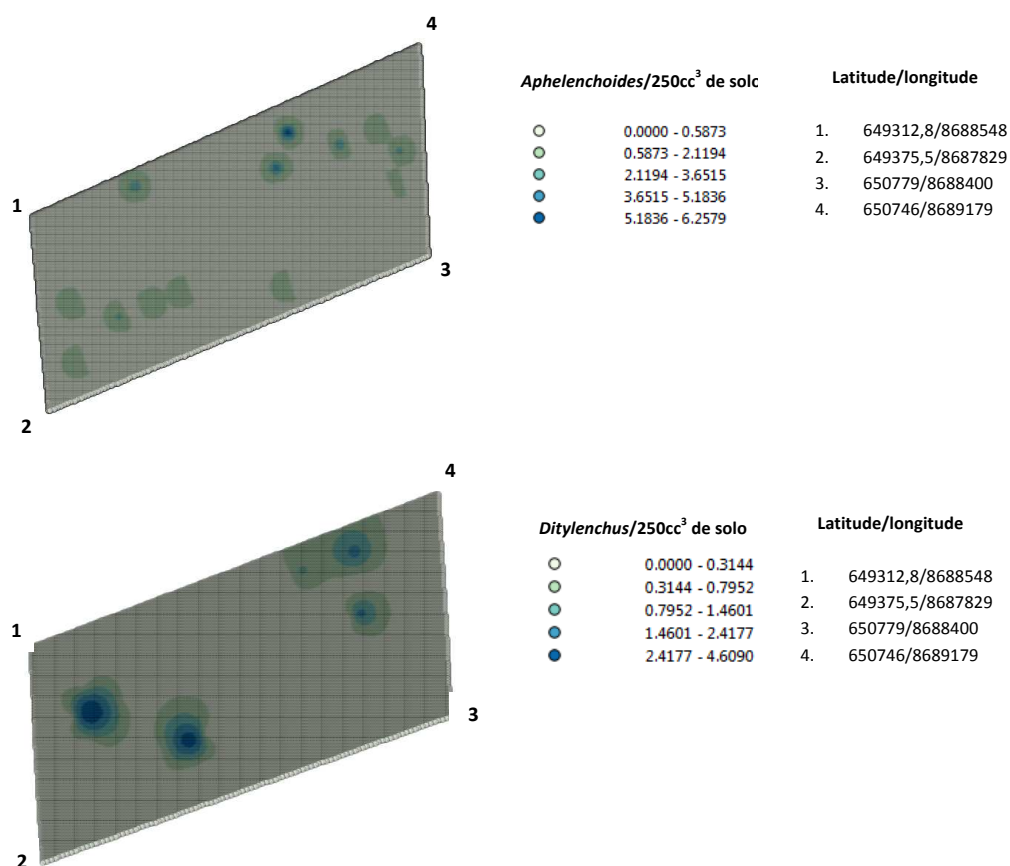 4
1
3
2
Aphelenchoides/250cc³ de solo
0.0000 - 0.5873
0.5873 - 2.1194
2.1194 - 3.6515
3.6515 - 5.1836
5.1836 - 6.2579
Latitude/longitude
1. 649312,8/8688548
2. 649375,5/8687829
3. 650779/8688400
4. 650746/8689179
4
1
3
2
Ditylenchus/250cc³ de solo
0.0000 - 0.3144
0.3144 - 0.7952
0.7952 - 1.4601
1.4601 - 2.4177
2.4177 - 4.6090
Latitude/longitude
1. 649312,8/8688548
2. 649375,5/8687829
3. 650779/8688400
4. 650746/8689179